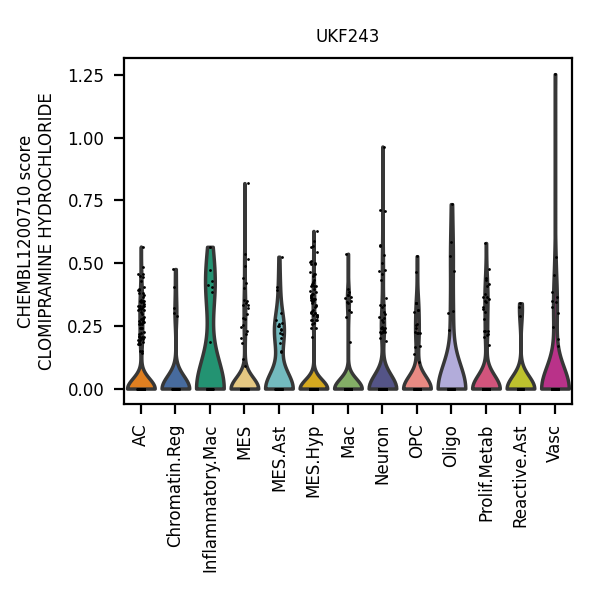 UKF243
CHEMBL1200710 score
CLOMIPRAMINE HYDROCHLORIDE
1.25
1.00
0.75
0.50
0.25
0.00
AC
Chromatin.Reg
Inflammatory.Mac
MES
MES.Ast
MES.Hyp
Mac
Neuron
OPC
Oligo
Prolif.Metab
Reactive.Ast
Vasc